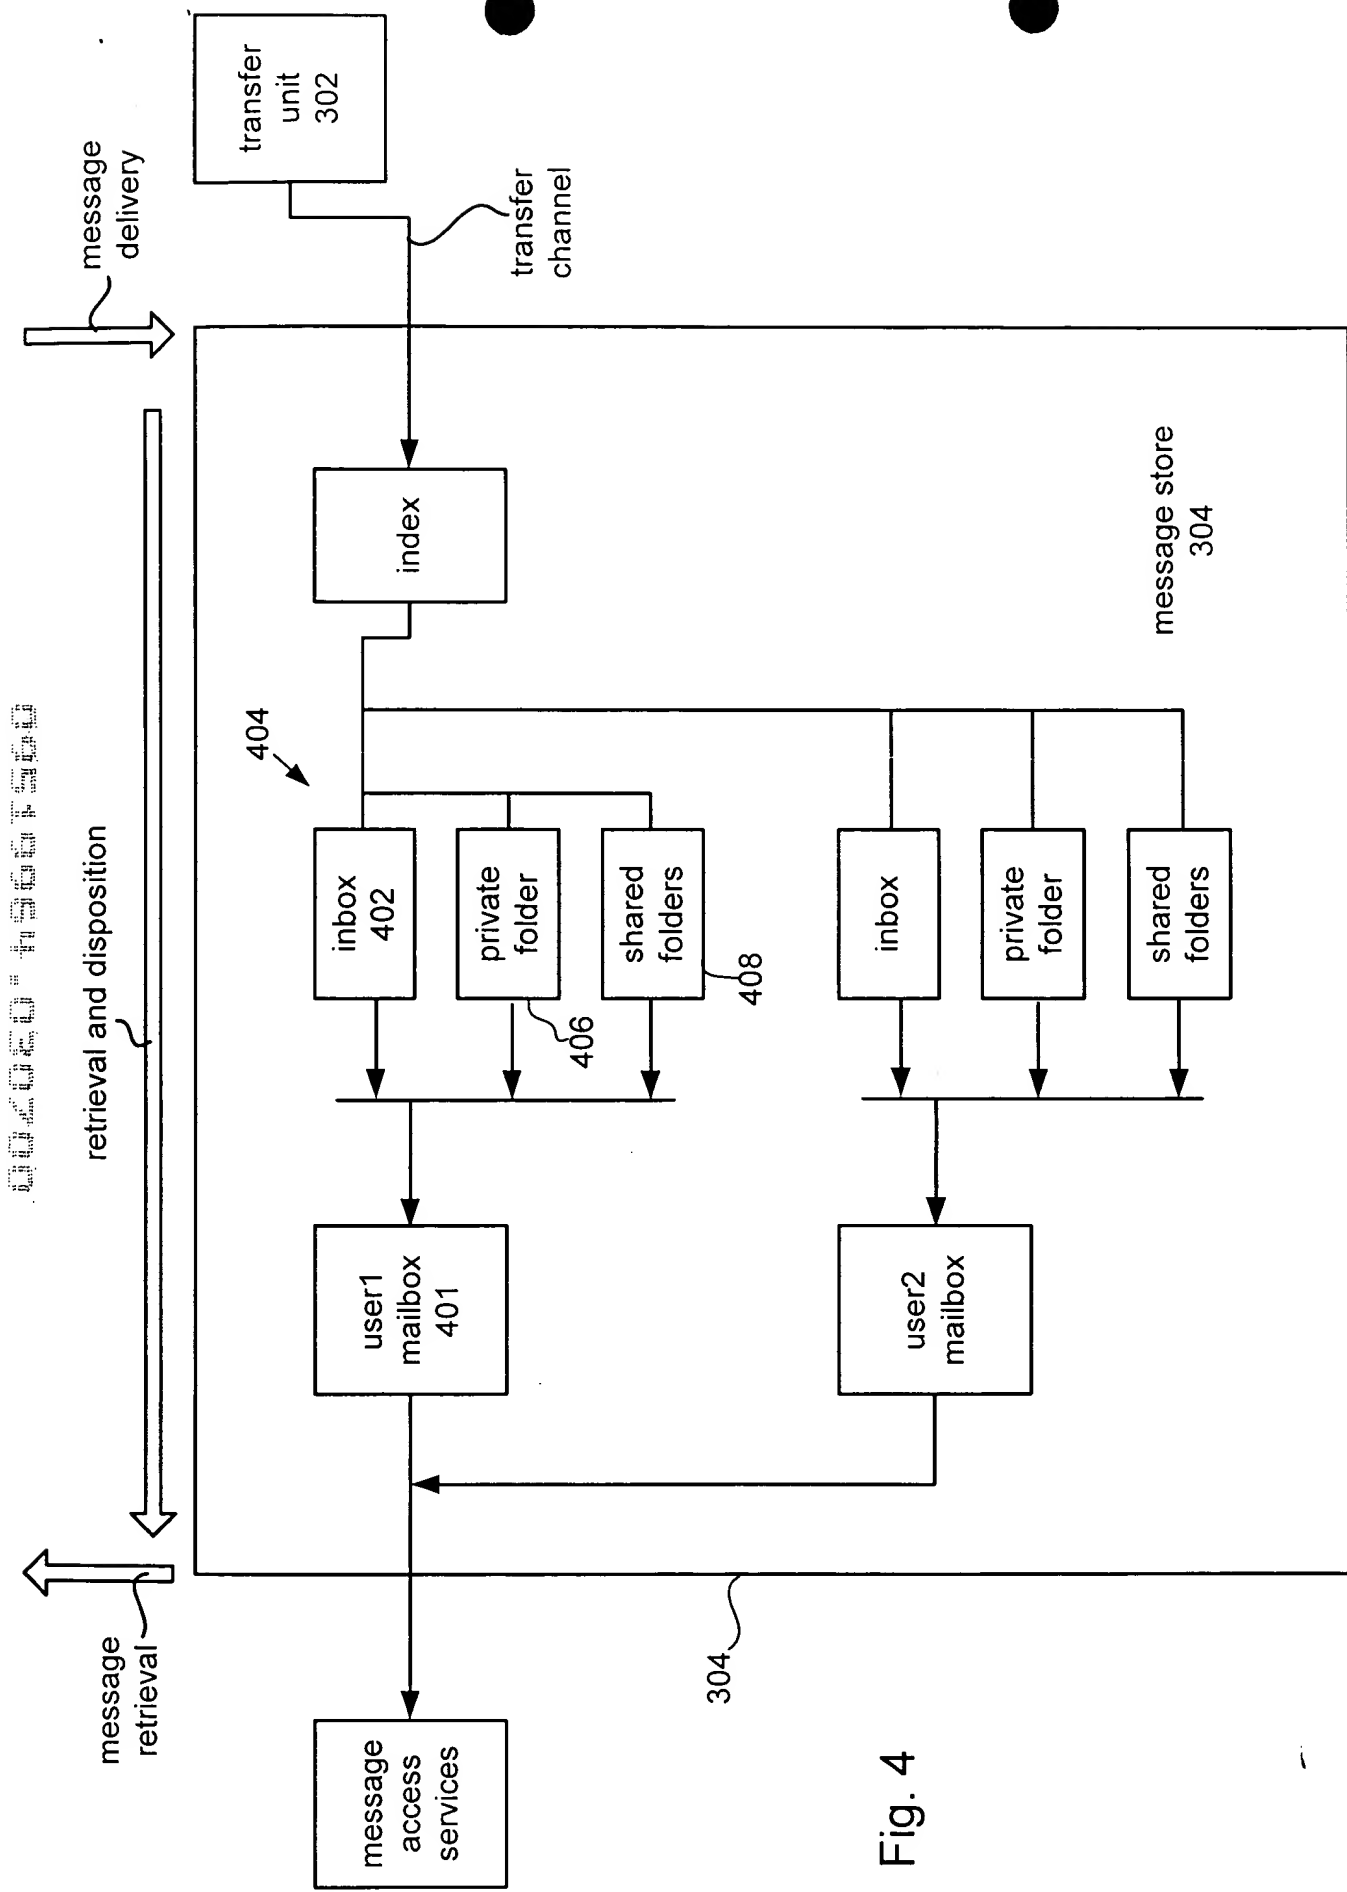 message
retrieval
retrieval and disposition
message
delivery
message
access
services
user1
mailbox
401
inbox
402
404
index
transfer
unit
302
private
folder
406
shared
folders
408
transfer
channel
304
user2
mailbox
inbox
private
folder
shared
folders
message store
304
Fig. 4